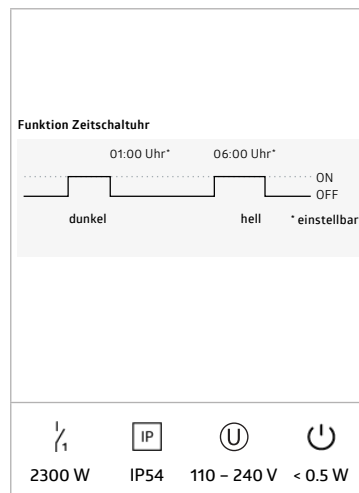 Funktion Zeitschaltuhr
01:00 Uhr* 06:00 Uhr*
ON
OFF
dunkel hell * einstellbar
1 IP U
2300 W IP54 110 – 240 V < 0.5 W